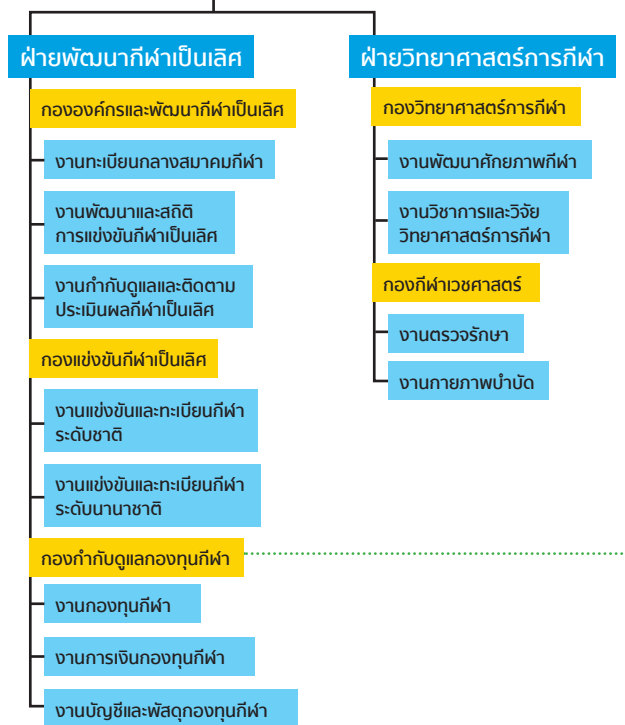 ฝ่ายพัฒนากีฬาเป็นเลิศ
กององค์กรและพัฒนากีฬาเป็นเลิศ
งานทะเบียนกลางสมาคมกีฬา
งานพัฒนาและสถิติ
การแข่งขันกีฬาเป็นเลิศ
งานกำกับดูแลและติดตาม
ประเมินผลกีฬาเป็นเลิศ
กองแข่งขันกีฬาเป็นเลิศ
งานแข่งขันและทะเบียนกีฬา
ระดับชาติ
งานแข่งขันและทะเบียนกีฬา
ระดับนานาชาติ
กองกำกับดูแลกองทุนกีฬา
งานกองทุนกีฬา
งานการเงินกองทุนกีฬา
งานบัญชีและพัสดุกองทุนกีฬา
ฝ่ายวิทยาศาสตร์การกีฬา
กองวิทยาศาสตร์การกีฬา
งานพัฒนาศักยภาพกีฬา
งานวิชาการและวิจัย
วิทยาศาสตร์การกีฬา
กองกีฬาเวชศาสตร์
งานตรวจรักษา
งานกายภาพบำบัด